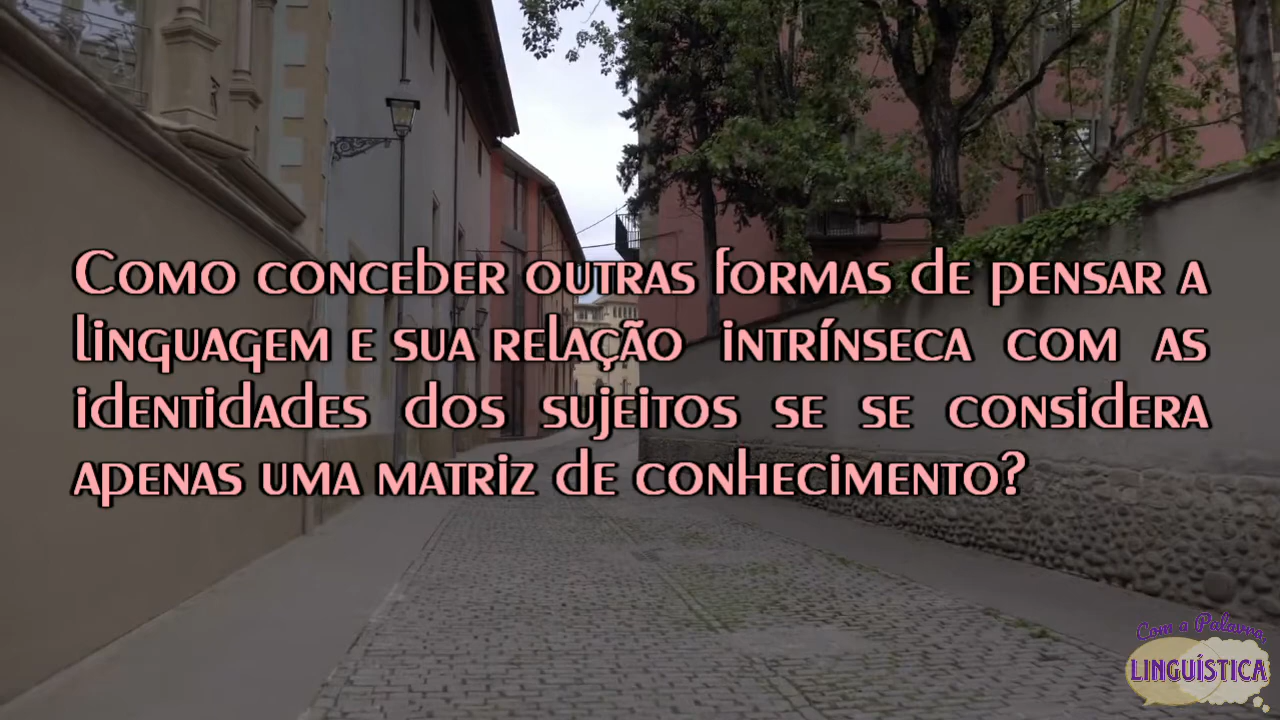 Como conceber outras formas de pensar a
linguagem e sua relação intrínseca com as
identidades dos sujeitos se se considera
apenas uma matriz de conhecimento?
Com a Palavra,
LINGUÍSTICA